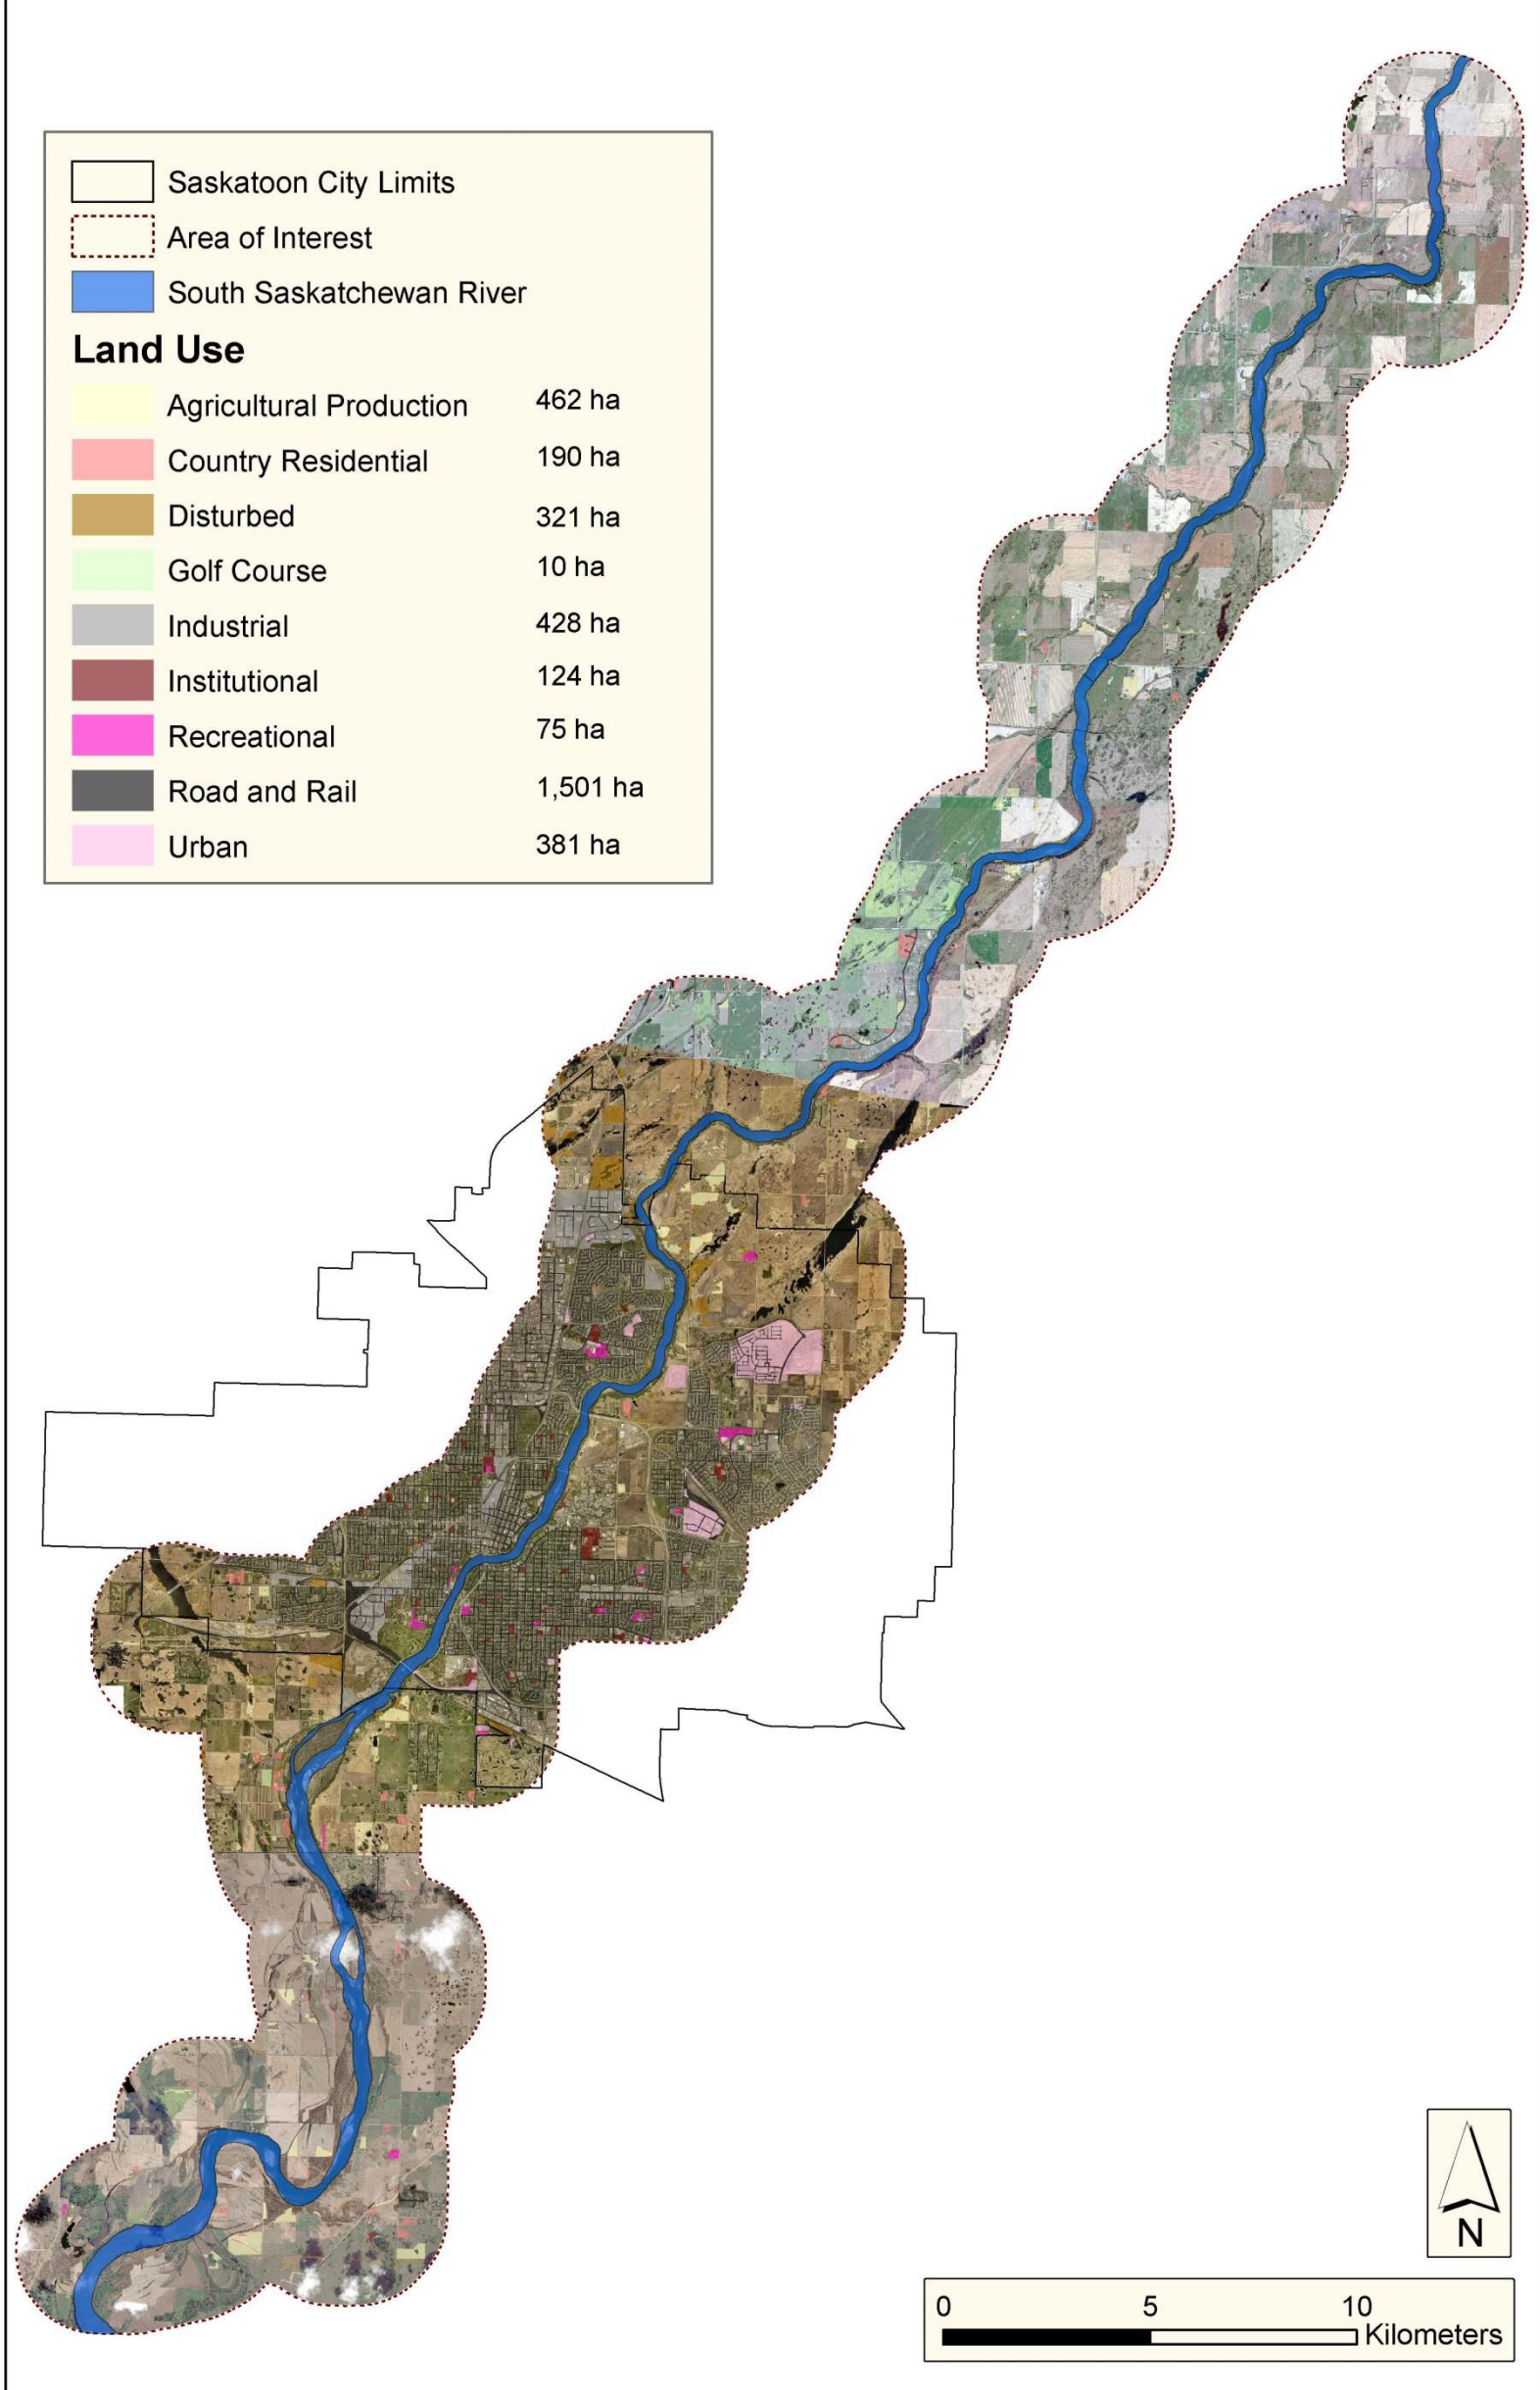 Saskatoon City Limits
Area of Interest
South Saskatchewan River
Land Use
Agricultural Production 462 ha
Country Residential 190 ha
Disturbed 321 ha
Golf Course 10 ha
Industrial 428 ha
Institutional 124 ha
Recreational 75 ha
Road and Rail 1,501 ha
Urban 381 ha
N
0 5 10
Kilometers